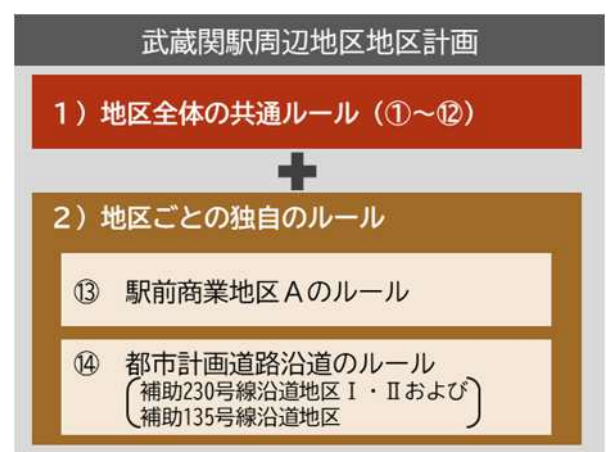 武蔵関駅周辺地区地区計画
1）地区全体の共通ルール（①～⑫）
＋
2）地区ごとの独自のルール
⑬ 駅前商業地区Aのルール
⑭ 都市計画道路沿道のルール
（補助230号線沿道地区Ⅰ・Ⅱおよび
補助135号線沿道地区）